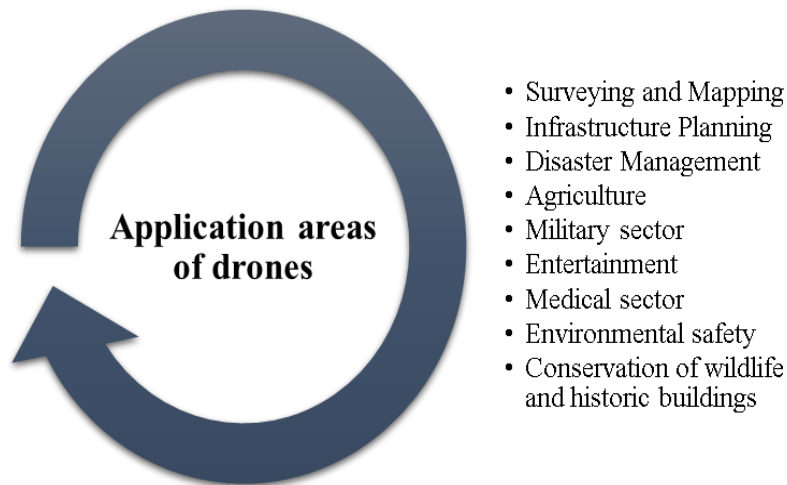 Application areas
of drones
• Surveying and Mapping
• Infrastructure Planning
• Disaster Management
• Agriculture
• Military sector
• Entertainment
• Medical sector
• Environmental safety
• Conservation of wildlife
and historic buildings